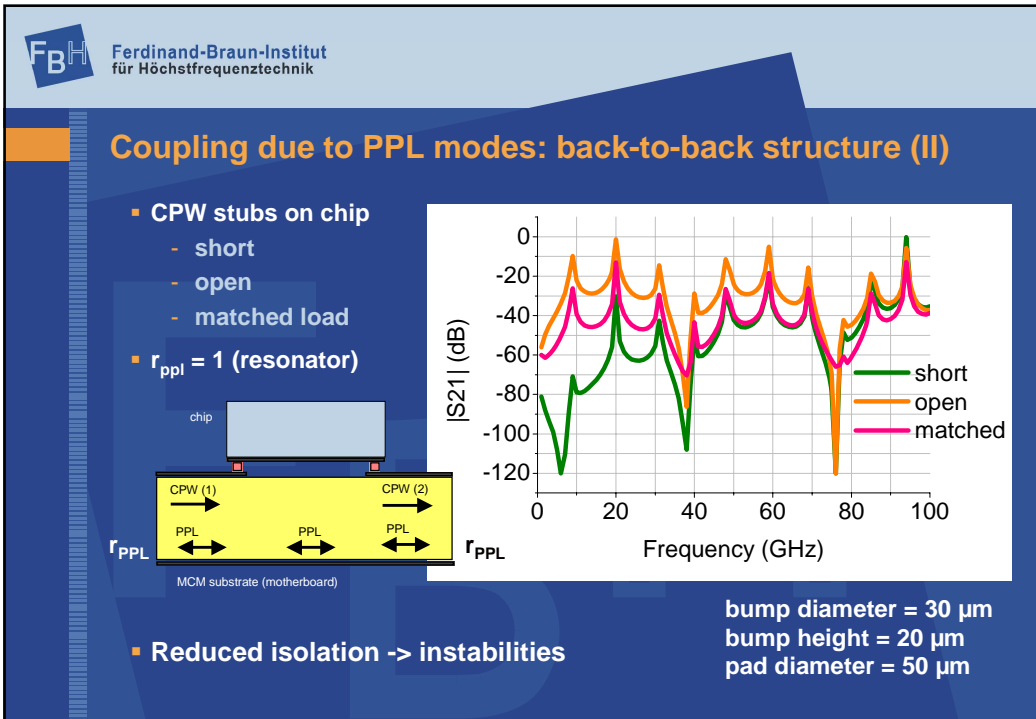 FBH
Ferdinand-Braun-Institut
für Höchstfrequenztechnik
Coupling due to PPL modes: back-to-back structure (II)
▪ CPW stubs on chip
- short
- open
- matched load
▪ r_ppl = 1 (resonator)
chip
CPW (1)
CPW (2)
PPL
PPL
PPL
r_PPL
r_PPL
MCM substrate (motherboard)
▪ Reduced isolation -> instabilities
|S21| (dB)
0
-20
-40
-60
-80
-100
-120
short
open
matched
0 20 40 60 80 100
Frequency (GHz)
bump diameter = 30 µm
bump height = 20 µm
pad diameter = 50 µm